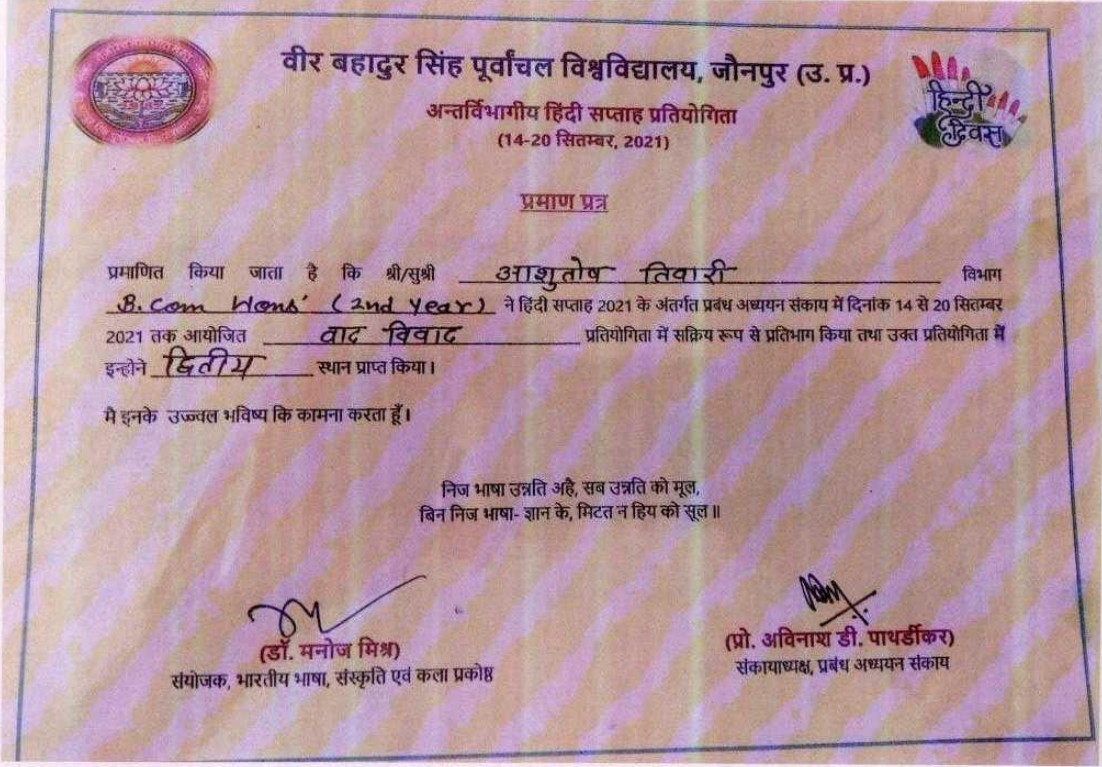 वीर बहादुर सिंह पूर्वांचल विश्वविद्यालय, जौनपुर (उ. प्र.)
अन्तर्विभागीय हिंदी सप्ताह प्रतियोगिता
(14-20 सितम्बर, 2021)
हिन्दी
दिवस
प्रमाण प्रत्र
प्रमाणित किया जाता है कि श्री/सुश्री आशुतोष तिवारी विभाग
B.Com Hons' (2nd Year) ने हिंदी सप्ताह 2021 के अंतर्गत प्रबंध अध्ययन संकाय में दिनांक 14 से 20 सितम्बर
2021 तक आयोजित वाद विवाद प्रतियोगिता में सक्रिय रूप से प्रतिभाग किया तथा उक्त प्रतियोगिता में
इन्होने द्वितीय स्थान प्राप्त किया।
मै इनके उज्ज्वल भविष्य कि कामना करता हूँ।
निज भाषा उन्नति अहै, सब उन्नति को मूल,
बिन निज भाषा- ज्ञान के, मिटत न हिय को सूल॥
(डॉ. मनोज मिश्र)
संयोजक, भारतीय भाषा, संस्कृति एवं कला प्रकोष्ठ
(प्रो. अविनाश डी. पाथर्डीकर)
संकायाध्यक्ष, प्रबंध अध्ययन संकाय